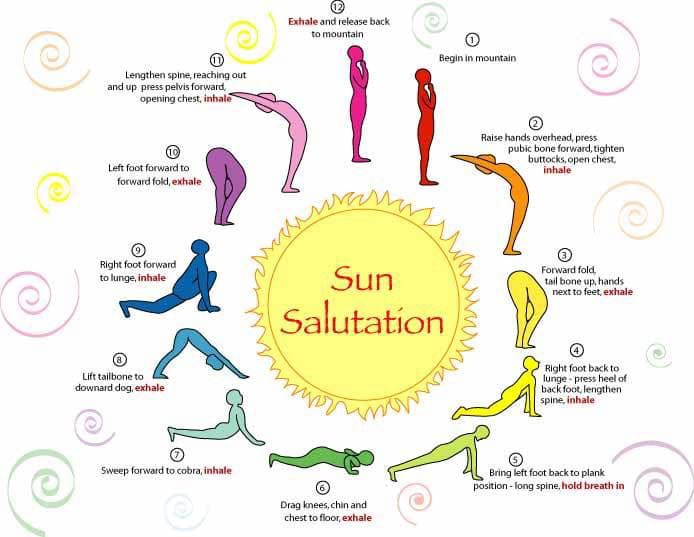 12
Exhale and release back
to mountain
1
Begin in mountain
2
Raise hands overhead, press
pubic bone forward, tighten
buttocks, open chest,
inhale
3
Forward fold,
tail bone up, hands
next to feet, exhale
4
Right foot back to
lunge - press heel of
back foot, lengthen
spine, inhale
5
Bring left foot back to plank
position - long spine, hold breath in
6
Drag knees, chin and
chest to floor, exhale
7
Sweep forward to cobra, inhale
8
Lift tailbone to
downard dog, exhale
9
Right foot forward
to lunge, inhale
10
Left foot forward to
forward fold, exhale
11
Lengthen spine, reaching out
and up press pelvis forward,
opening chest, inhale
Sun
Salutation